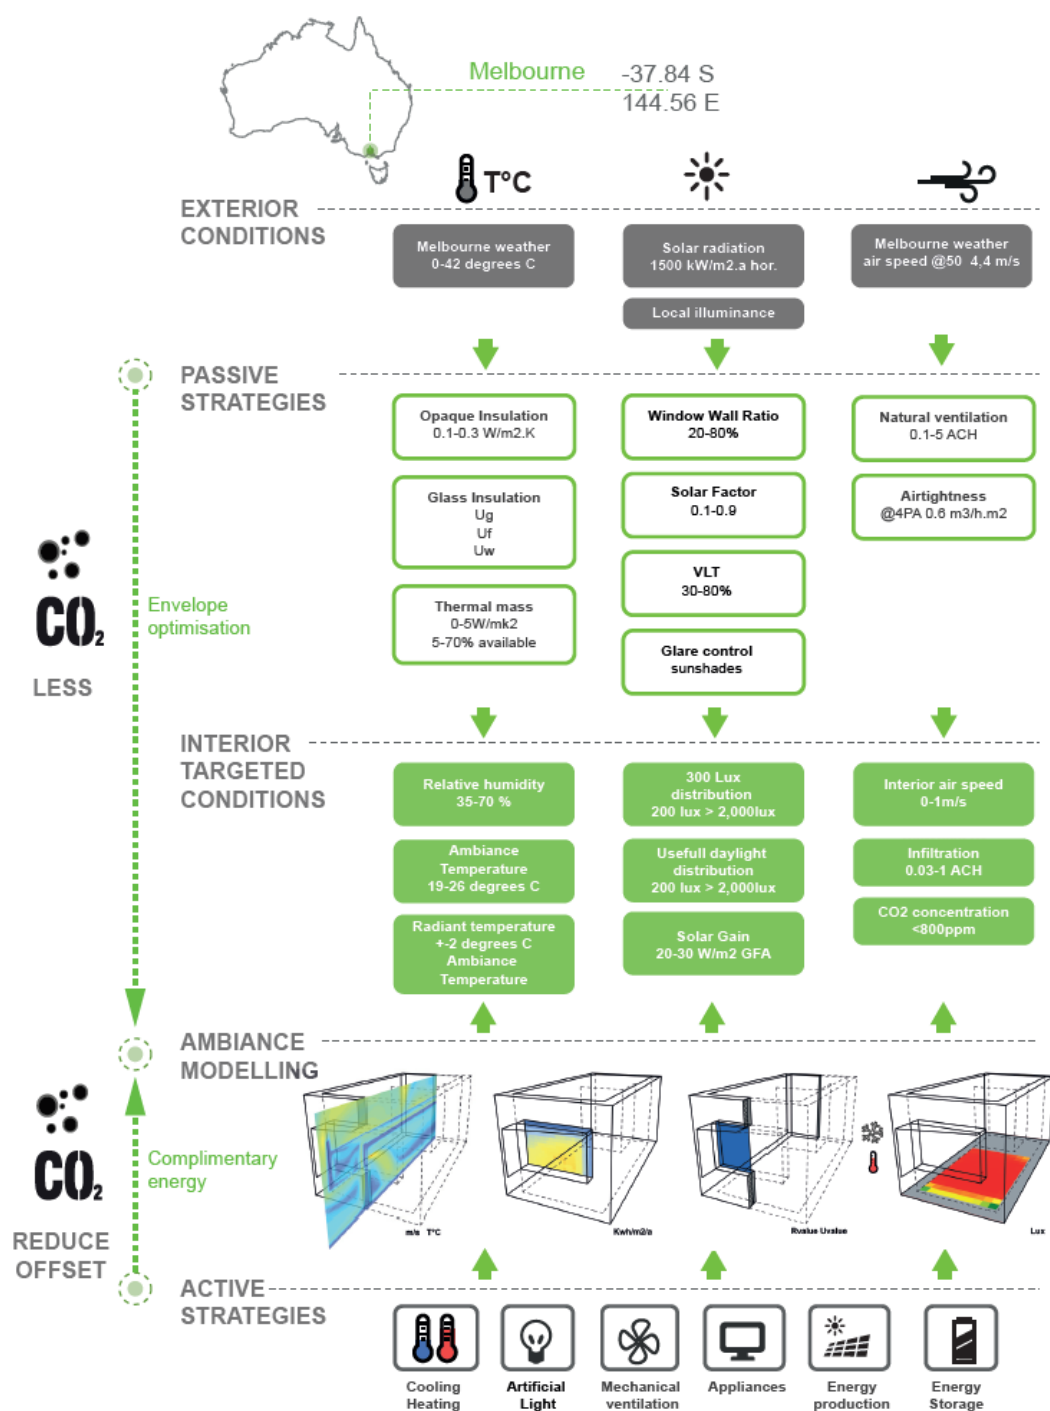 Melbourne
-37.84 S
144.56 E
T°C
EXTERIOR
CONDITIONS
Melbourne weather
0-42 degrees C
Solar radiation
1500 kW/m2.a hor.
Melbourne weather
air speed @50 4,4 m/s
Local illuminance
PASSIVE
STRATEGIES
Opaque Insulation
0.1-0.3 W/m2.K
Window Wall Ratio
20-80%
Natural ventilation
0.1-5 ACH
Glass Insulation
Ug
Uf
Uw
Solar Factor
0.1-0.9
Airtightness
@4PA 0.6 m3/h.m2
VLT
30-80%
Thermal mass
0-5W/mk2
5-70% available
Glare control
sunshades
CO2
LESS
Envelope
optimisation
INTERIOR
TARGETED
CONDITIONS
Relative humidity
35-70 %
300 Lux
distribution
200 lux > 2,000lux
Interior air speed
0-1m/s
Ambiance
Temperature
19-26 degrees C
Usefull daylight
distribution
200 lux > 2,000lux
Infiltration
0.03-1 ACH
Radiant temperature
+-2 degrees C
Ambiance
Temperature
Solar Gain
20-30 W/m2 GFA
CO2 concentration
<800ppm
AMBIANCE
MODELLING
CO2
REDUCE
OFFSET
Complimentary
energy
m/s T°C
Kwh/m2/a
Rvalue Uvalue
Lux
ACTIVE
STRATEGIES
Cooling
Heating
Artificial
Light
Mechanical
ventilation
Appliances
Energy
production
Energy
Storage